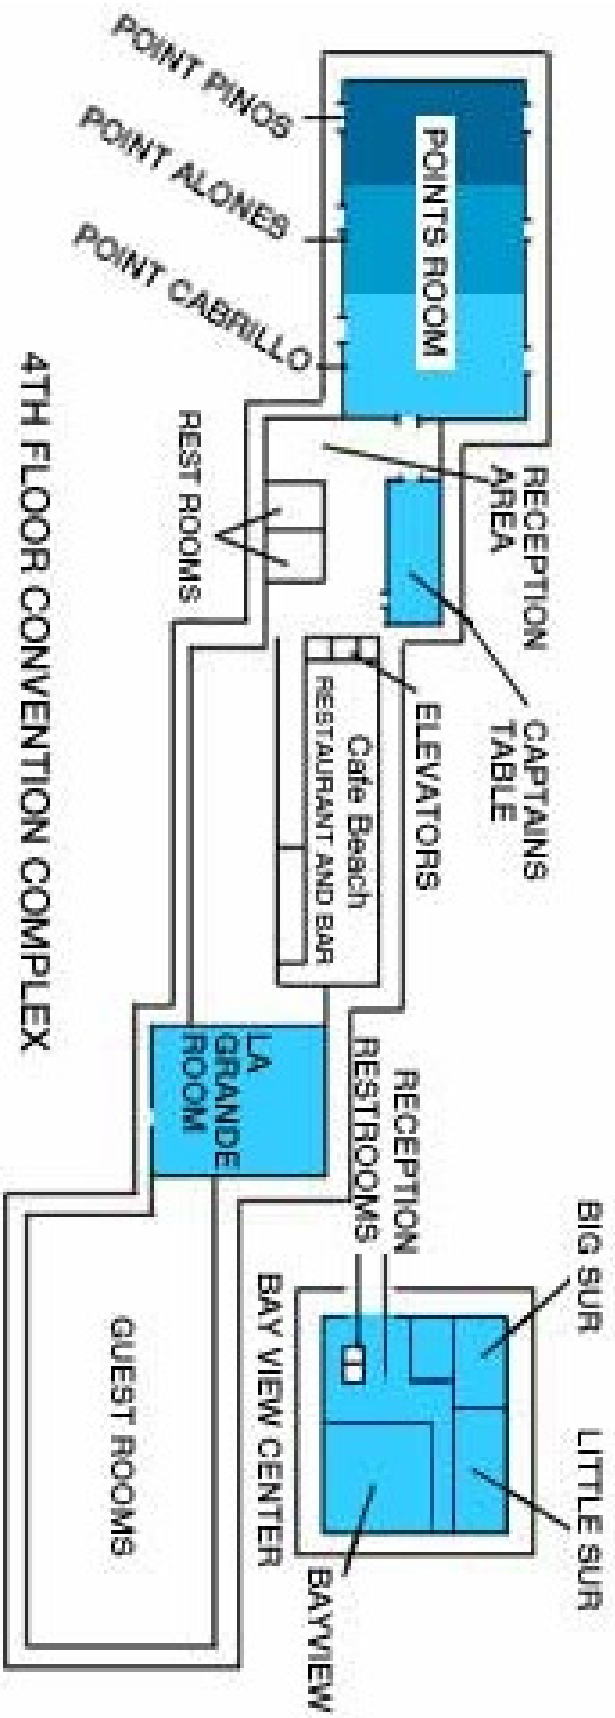 POINT PINOS
POINT ALONES
POINT CABRILLO
POINTS ROOM
RECEPTION
AREA
REST ROOMS
CAPTAINS
TABLE
ELEVATORS
Cafe Beach
RESTAURANT AND BAR
LA
GRANDE
ROOM
4TH FLOOR CONVENTION COMPLEX
GUEST ROOMS
RECEPTION
RESTROOMS
BIG SUR
LITTLE SUR
BAYVIEW
BAY VIEW CENTER